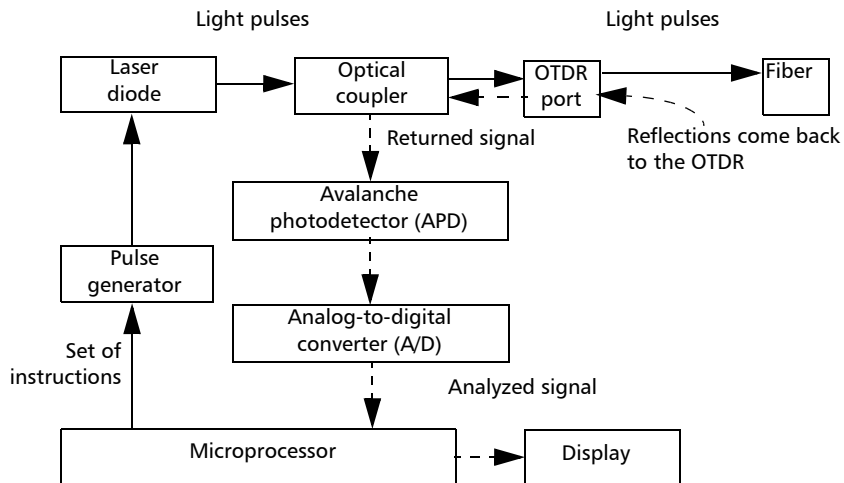 Light pulses
Light pulses
Laser
diode
Optical
coupler
OTDR
port
Fiber
Returned signal
Reflections come back
to the OTDR
Avalanche
photodetector (APD)
Pulse
generator
Analog-to-digital
converter (A/D)
Set of
instructions
Analyzed signal
Microprocessor
Display